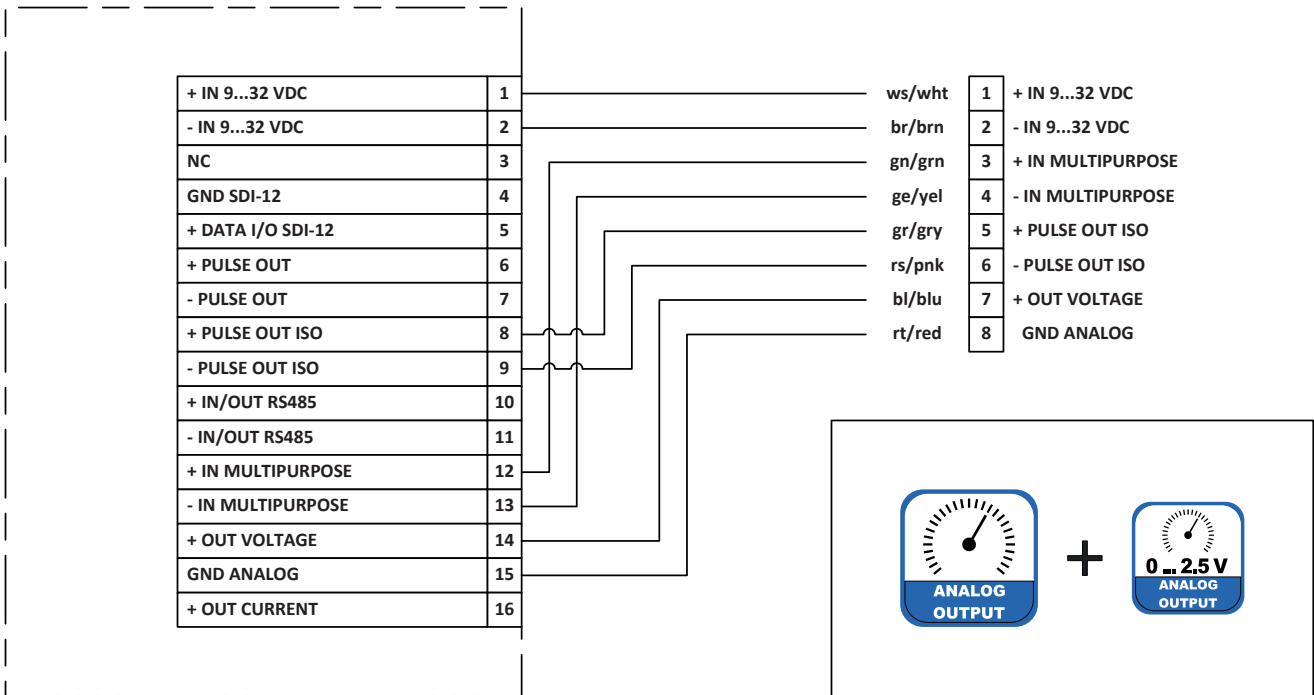 + IN 9...32 VDC 1 ws/wht 1 + IN 9...32 VDC
- IN 9...32 VDC 2 br/brn 2 - IN 9...32 VDC
NC 3 gn/grn 3 + IN MULTIPURPOSE
GND SDI-12 4 ge/yel 4 - IN MULTIPURPOSE
+ DATA I/O SDI-12 5 gr/gry 5 + PULSE OUT ISO
+ PULSE OUT 6 rs/pnk 6 - PULSE OUT ISO
- PULSE OUT 7 bl/blu 7 + OUT VOLTAGE
+ PULSE OUT ISO 8 rt/red 8 GND ANALOG
- PULSE OUT ISO 9
+ IN/OUT RS485 10
- IN/OUT RS485 11
+ IN MULTIPURPOSE 12
- IN MULTIPURPOSE 13
+ OUT VOLTAGE 14
GND ANALOG 15
+ OUT CURRENT 16
ANALOG
OUTPUT
+
0 ... 2.5 V
ANALOG
OUTPUT